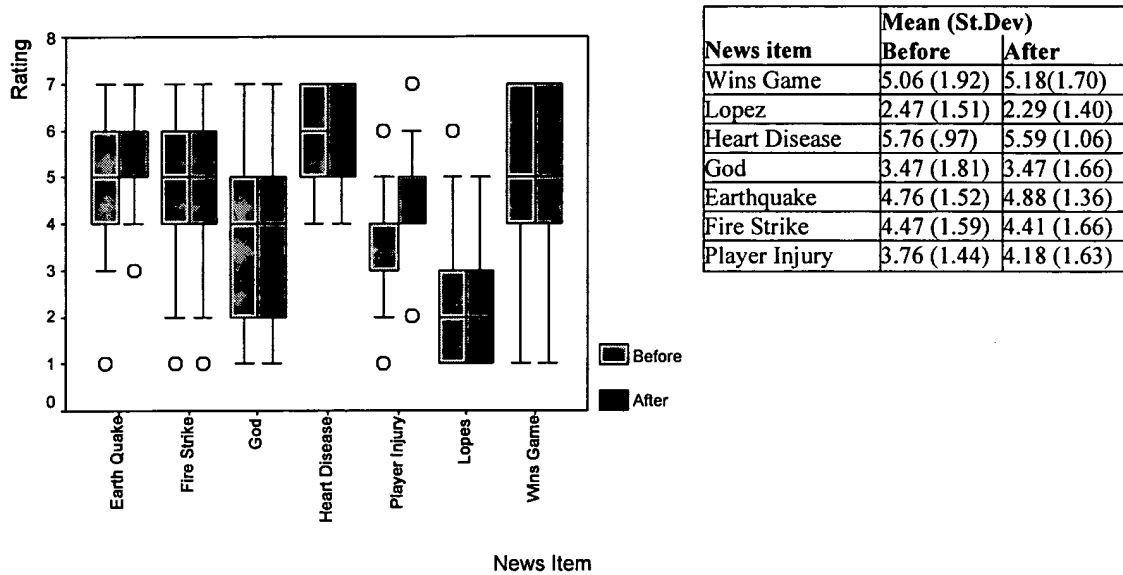 Rating
8
7
6
5
4
3
2
1
0
Earth Quake
Fire Strike
God
Heart Disease
Player Injury
Lopes
Wins Game
News Item
Before
After
Mean (St.Dev)
News item Before After
Wins Game 5.06 (1.92) 5.18(1.70)
Lopez 2.47 (1.51) 2.29 (1.40)
Heart Disease 5.76 (.97) 5.59 (1.06)
God 3.47 (1.81) 3.47 (1.66)
Earthquake 4.76 (1.52) 4.88 (1.36)
Fire Strike 4.47 (1.59) 4.41 (1.66)
Player Injury 3.76 (1.44) 4.18 (1.63)